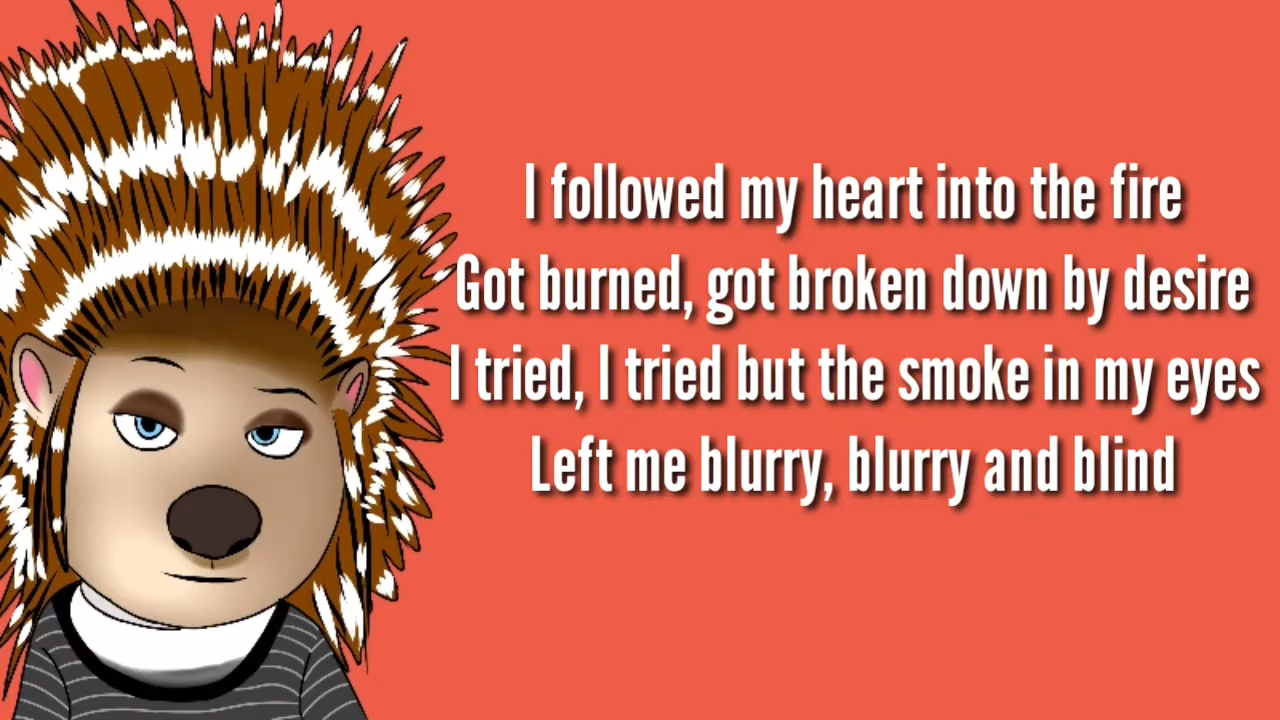 I followed my heart into the fire
Got burned, got broken down by desire
I tried, I tried but the smoke in my eyes
Left me blurry, blurry and blind